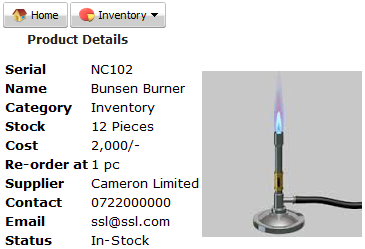 Home Inventory
Product Details
Serial NC102
Name Bunsen Burner
Category Inventory
Stock 12 Pieces
Cost 2,000/-
Re-order at 1 pc
Supplier Cameron Limited
Contact 0722000000
Email ssl@ssl.com
Status In-Stock